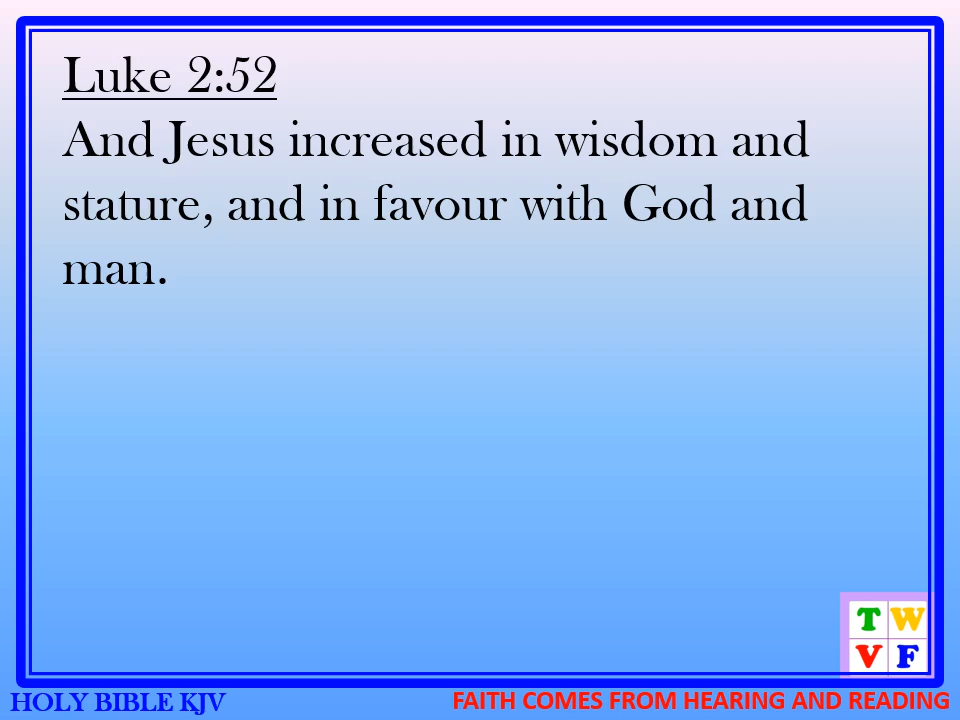 Luke 2:52
And Jesus increased in wisdom and
stature, and in favour with God and
man.
T W
V F
HOLY BIBLE KJV
FAITH COMES FROM HEARING AND READING